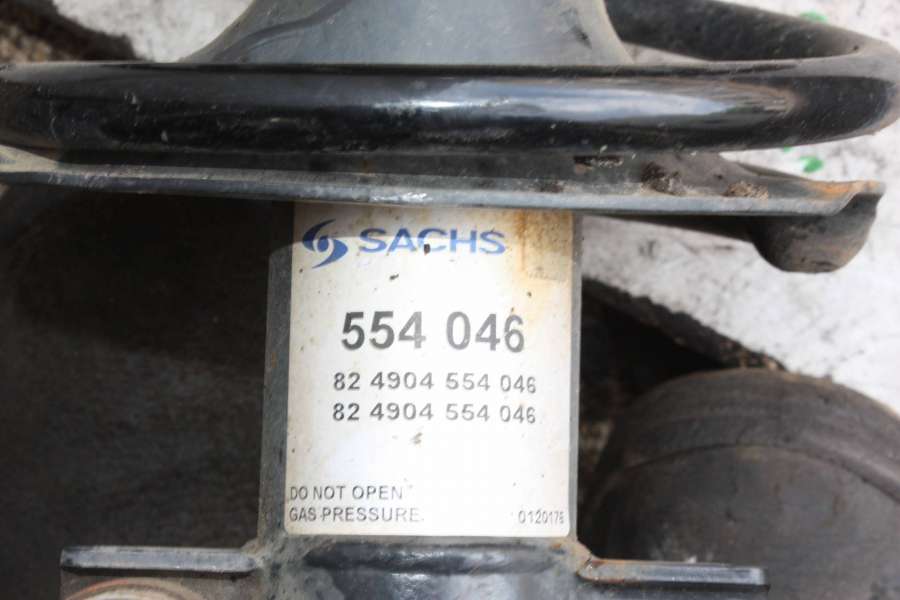 SACHS
554 046
82 4904 554 046
82 4904 554 046
DO NOT OPEN
GAS PRESSURE. 0120178